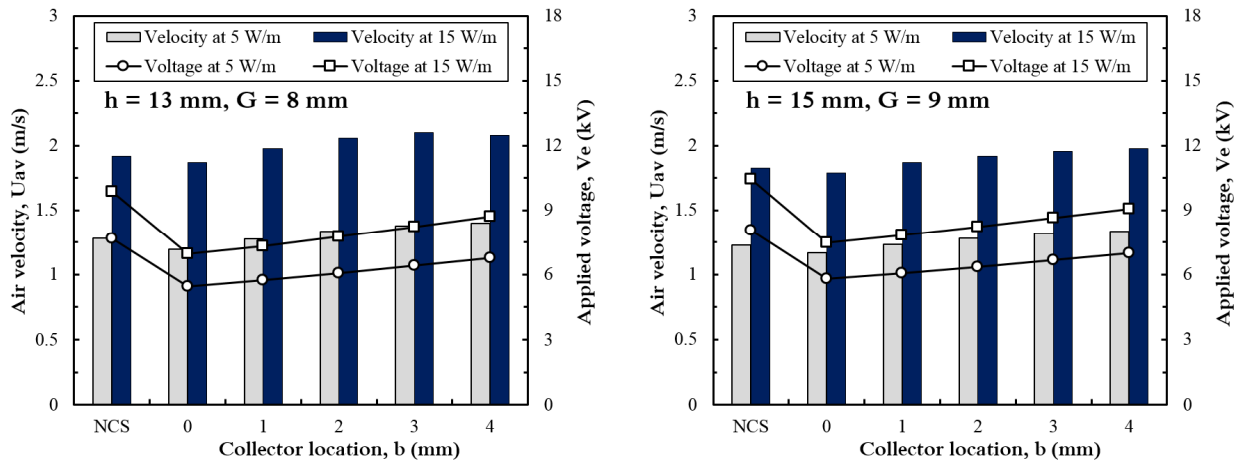 Velocity at 5 W/m
Velocity at 15 W/m
Voltage at 5 W/m
Voltage at 15 W/m
h = 13 mm, G = 8 mm
Air velocity, Uav (m/s)
3
2.5
2
1.5
1
0.5
0
Applied voltage, Ve (kV)
18
15
12
9
6
3
0
NCS 0 1 2 3 4
Collector location, b (mm)
Velocity at 5 W/m
Velocity at 15 W/m
Voltage at 5 W/m
Voltage at 15 W/m
h = 15 mm, G = 9 mm
Air velocity, Uav (m/s)
3
2.5
2
1.5
1
0.5
0
Applied voltage, Ve (kV)
18
15
12
9
6
3
0
NCS 0 1 2 3 4
Collector location, b (mm)